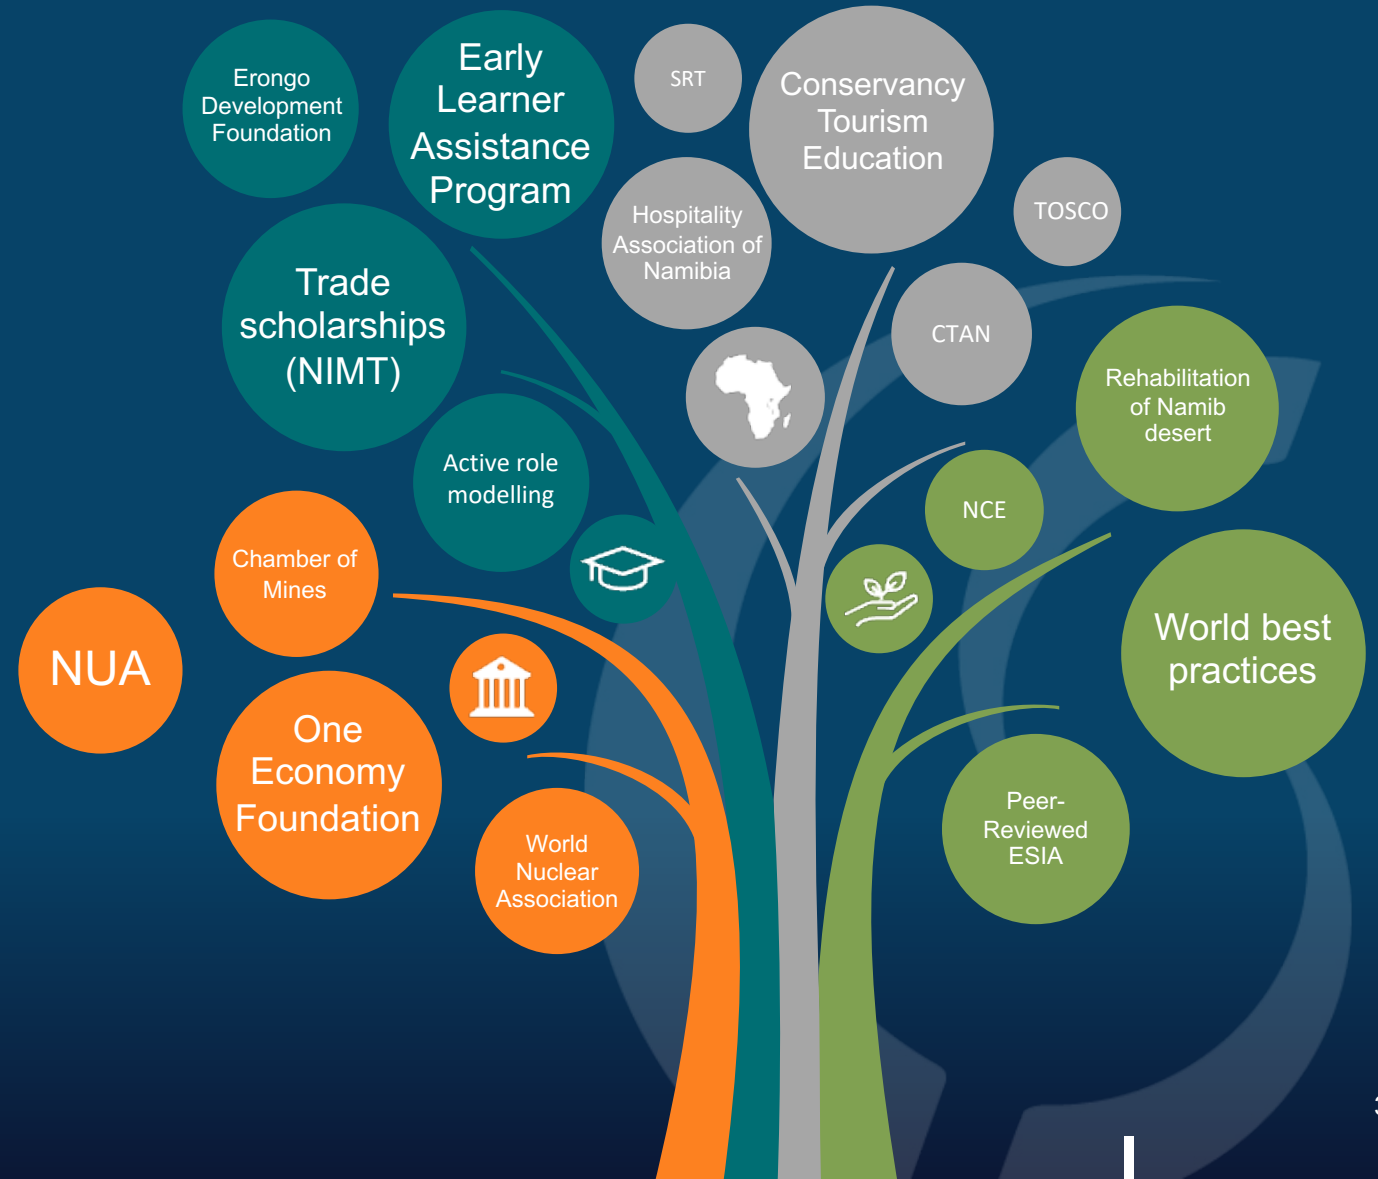 Erongo
Development
Foundation
Early
Learner
Assistance
Program
SRT
Conservancy
Tourism
Education
TOSCO
Hospitality
Association of
Namibia
Trade
scholarships
(NIMT)
CTAN
Rehabilitation
of Namib
desert
Active role
modelling
NCE
Chamber of
Mines
NUA
World best
practices
One
Economy
Foundation
World
Nuclear
Association
Peer-
Reviewed
ESIA